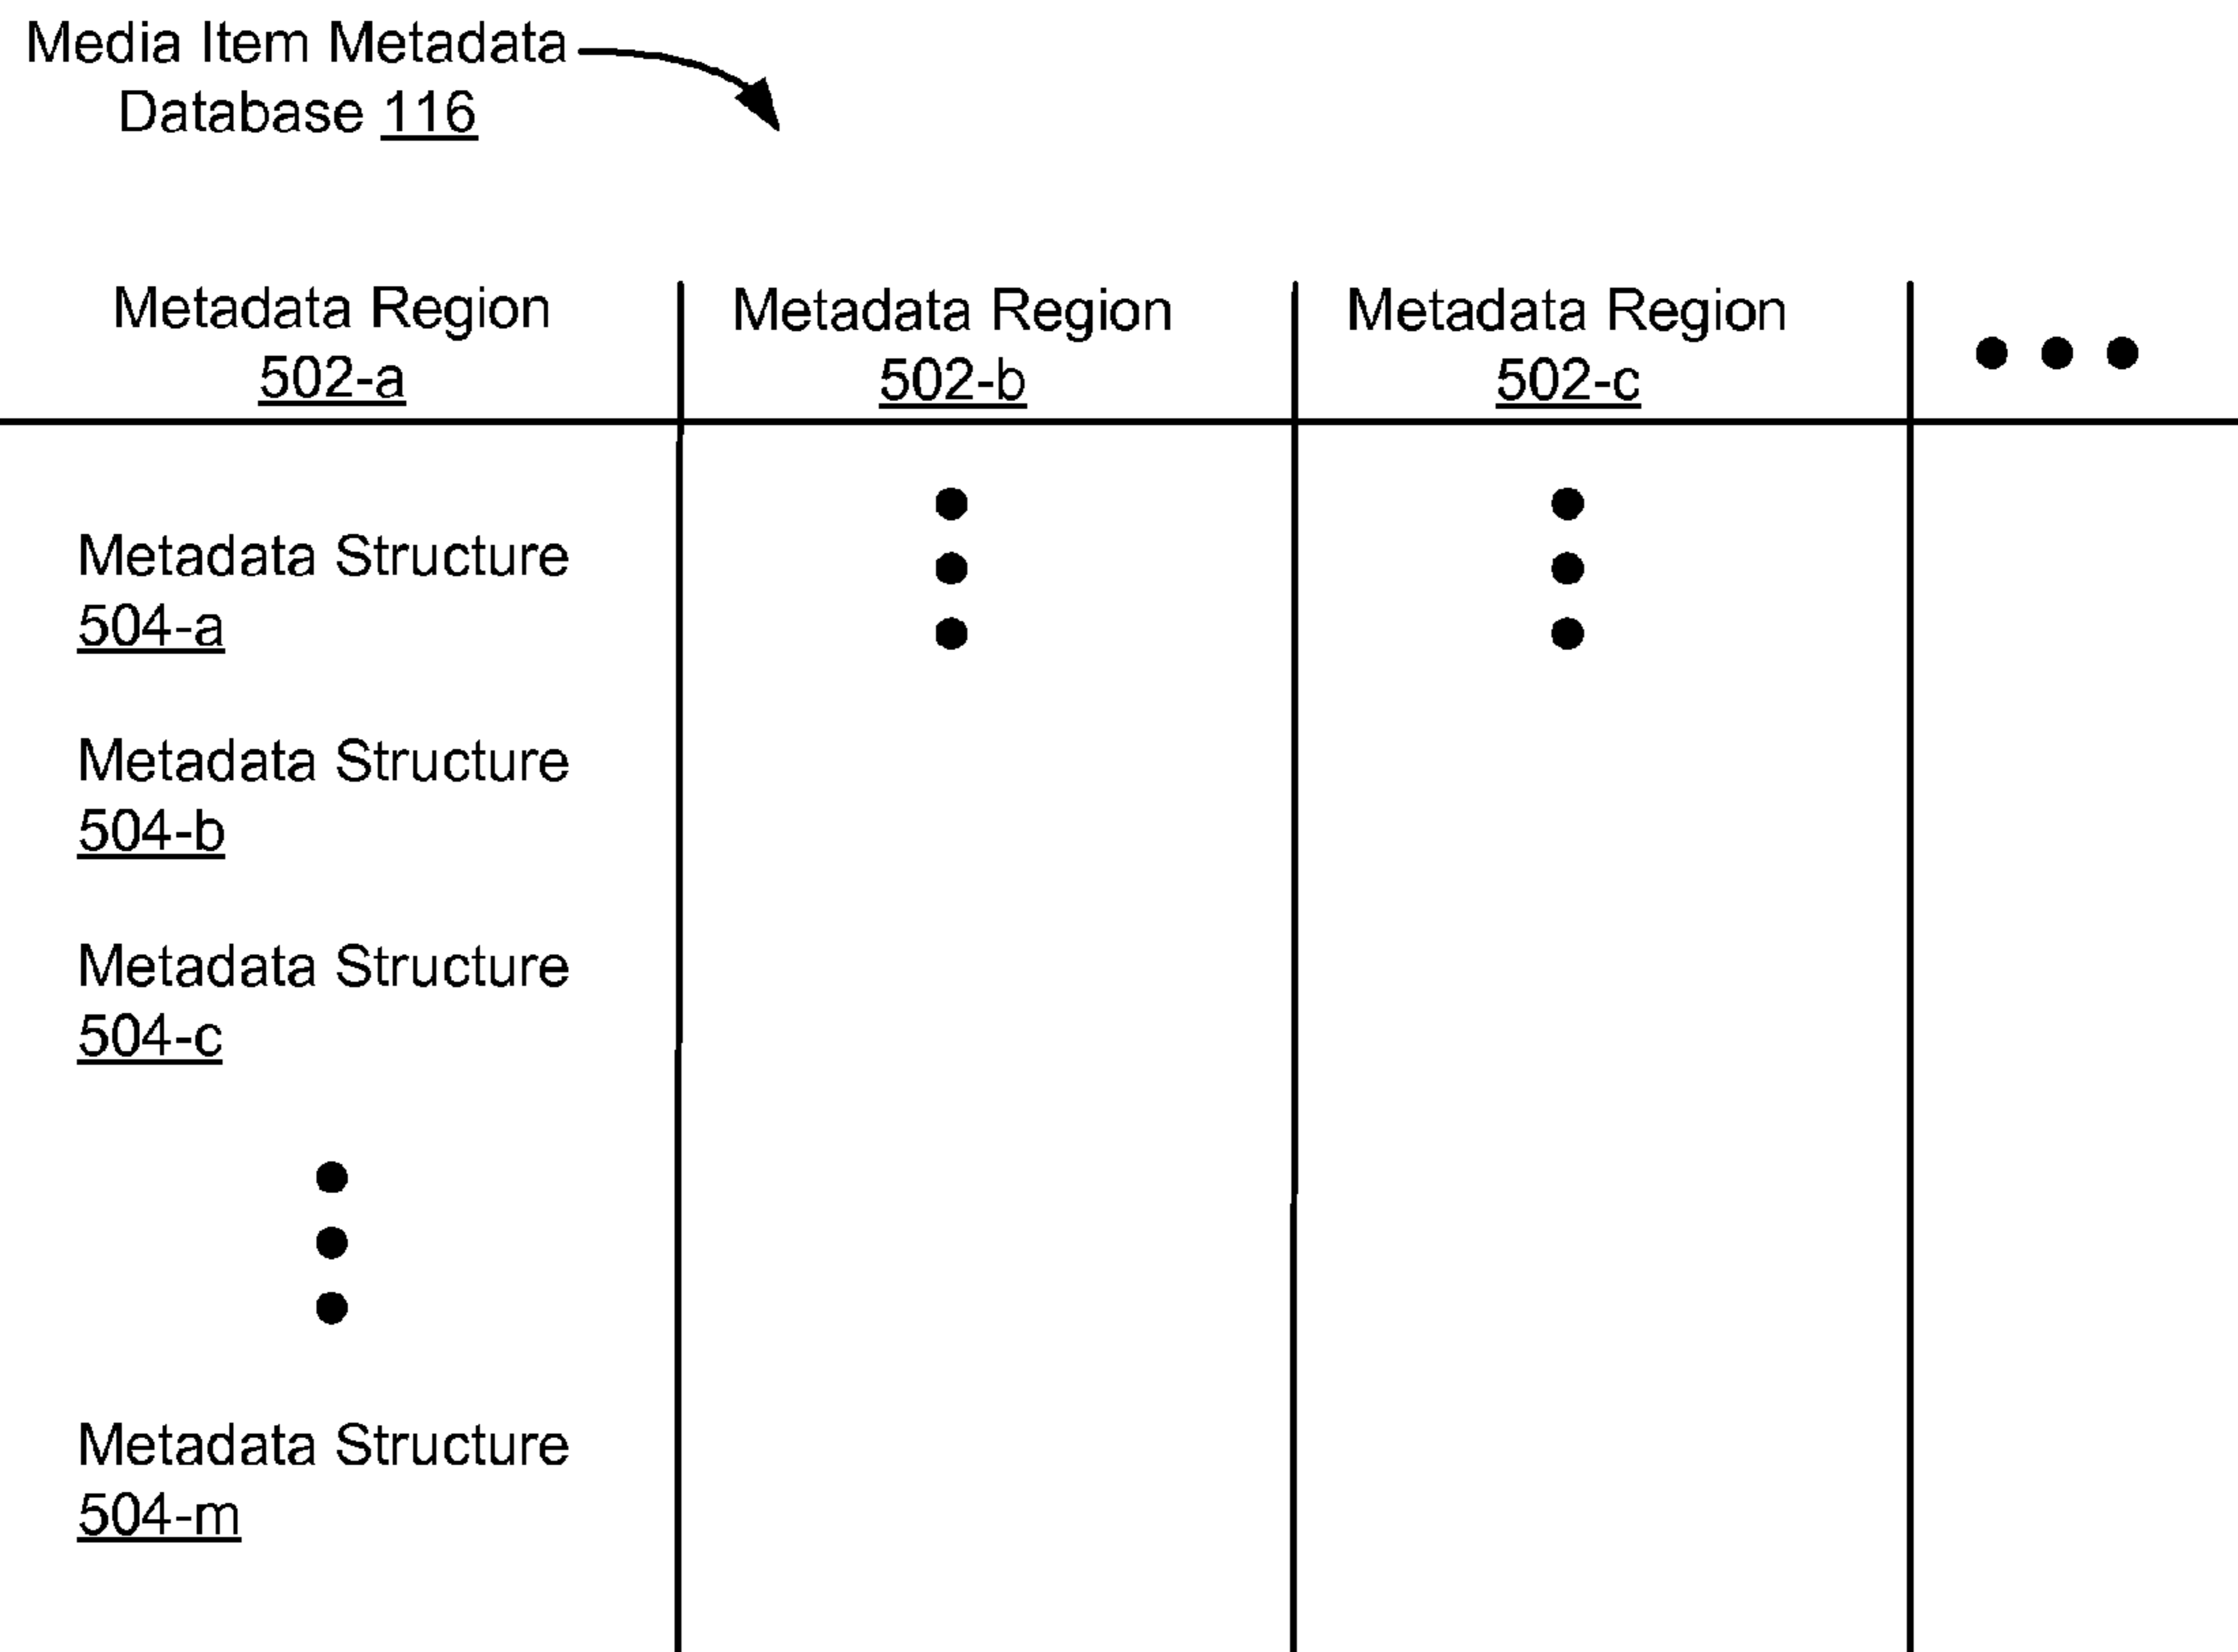 Media Item Metadata
Database 116
Metadata Region
502-a
Metadata Region
502-b
Metadata Region
502-c
Metadata Structure
504-a
Metadata Structure
504-b
Metadata Structure
504-c
Metadata Structure
504-m